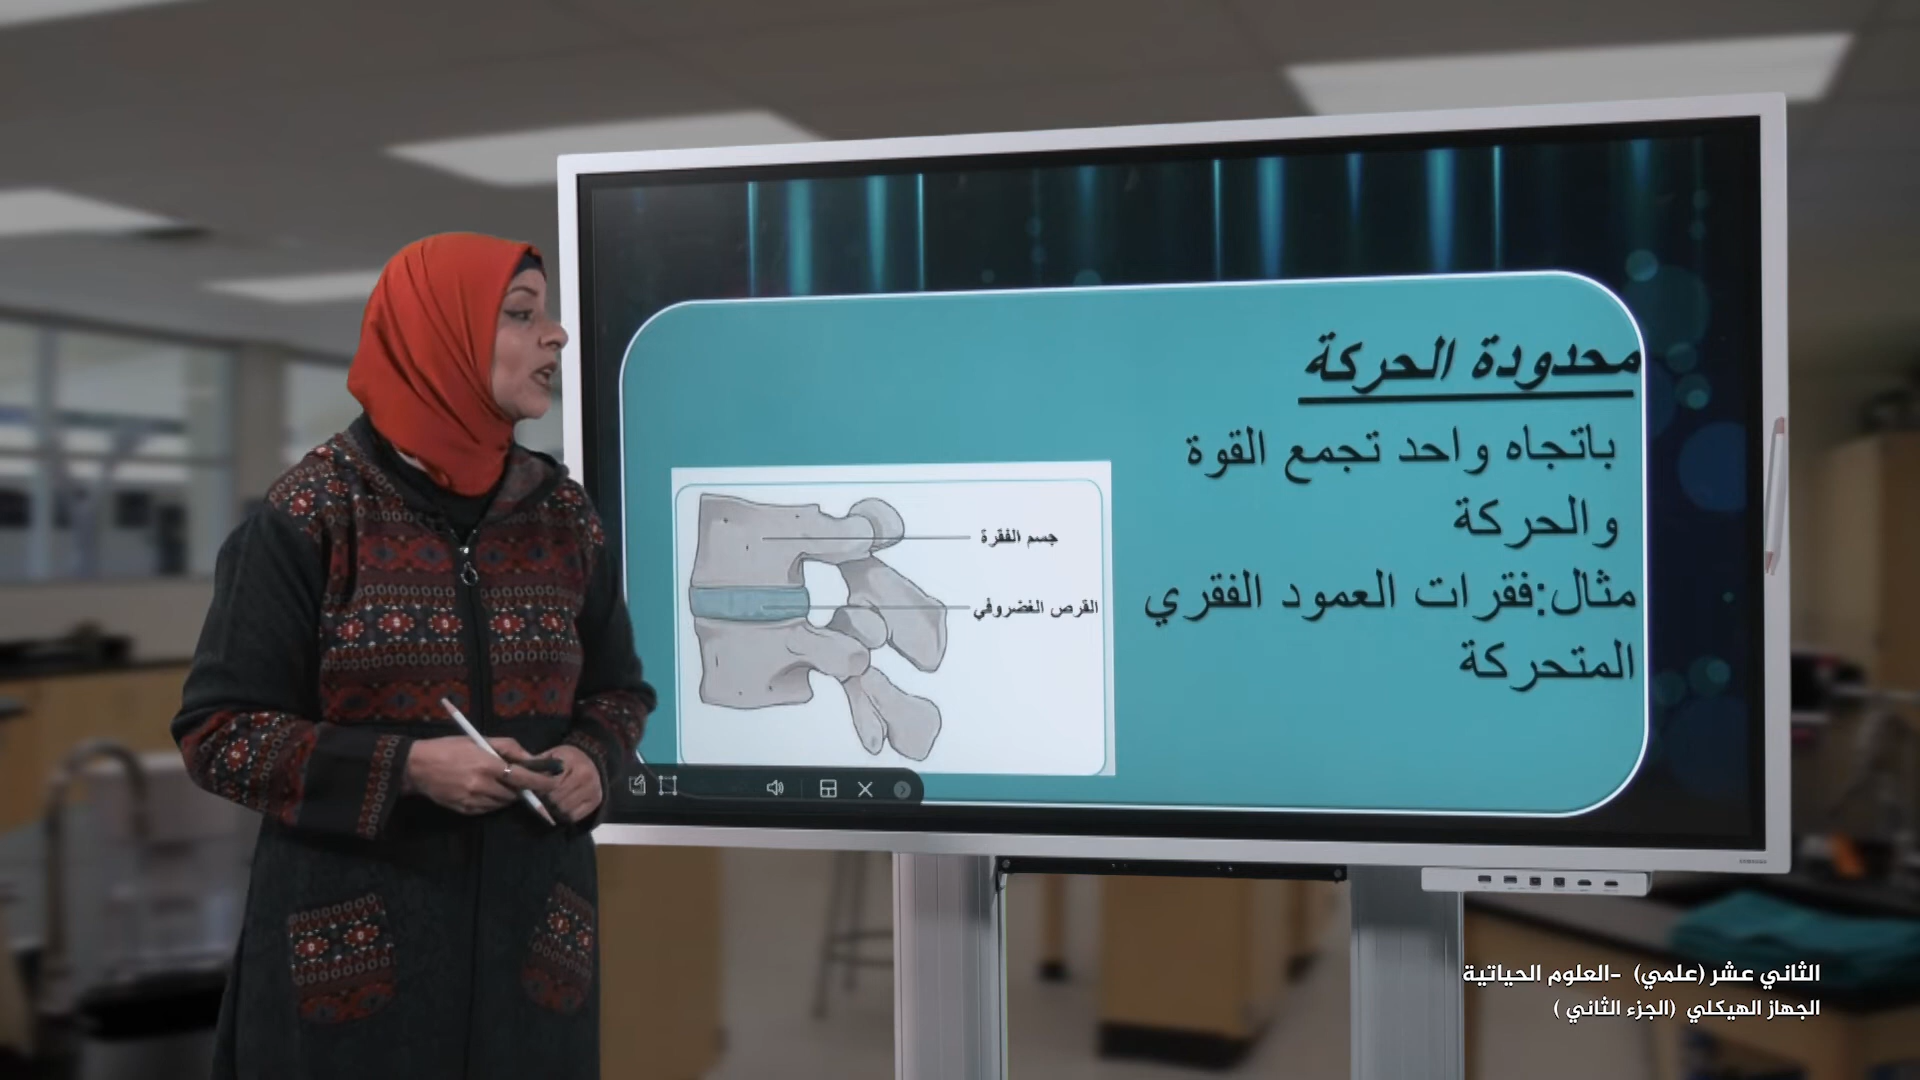 محدودة الحركة
باتجاه واحد تجمع القوة
والحركة
مثال:فقرات العمود الفقري
المتحركة
جسم الفقرة
القرص الغضروفي
الثاني عشر (علمي) -العلوم الحياتية
الجهاز الهيكلي (الجزء الثاني )